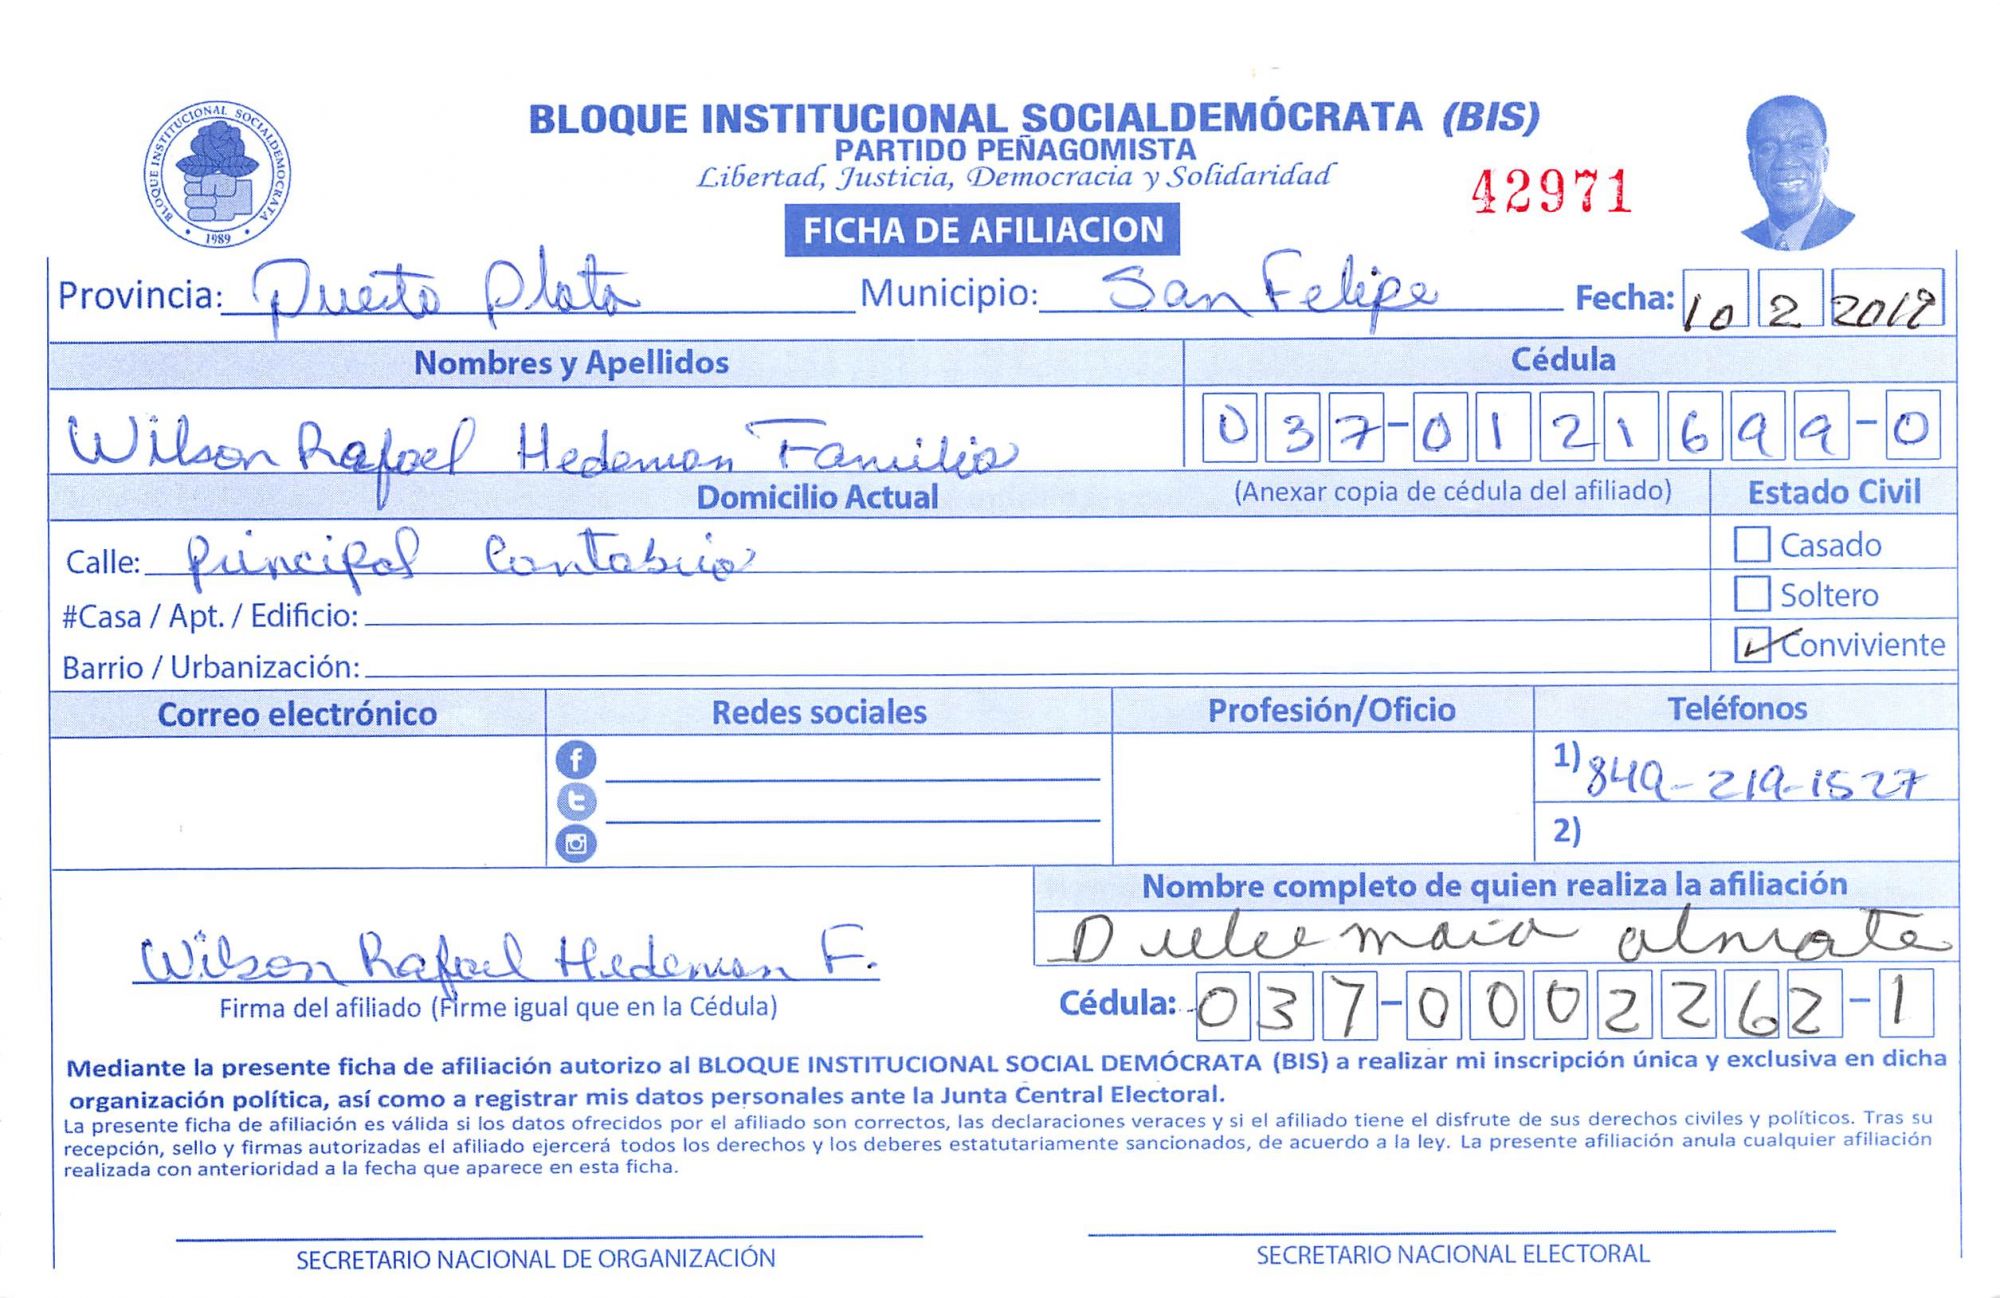 BLOQUE INSTITUCIONAL SOCIALDEMOCRATA
1989
BLOQUE INSTITUCIONAL SOCIALDEMÓCRATA (BIS)
PARTIDO PEÑAGOMISTA
Libertad, Justicia, Democracia y Solidaridad
42971
FICHA DE AFILIACION
Provincia: Puerto Plata Municipio: San Felipe Fecha: 10 2 2019
Nombres y Apellidos Cédula
Wilson Rafael Hedeman Familia 037-0121699-0
Domicilio Actual (Anexar copia de cédula del afiliado) Estado Civil
Calle: Principal Cantabria Casado
#Casa / Apt. / Edificio: Soltero
Barrio / Urbanización: Conviviente
Correo electrónico Redes sociales Profesión/Oficio Teléfonos
1) 849-219-1527
2)
Nombre completo de quien realiza la afiliación
Dulce maria almate
Wilson Rafael Hedeman F.
Firma del afiliado (Firme igual que en la Cédula) Cédula: 037-0002262-1
Mediante la presente ficha de afiliación autorizo al BLOQUE INSTITUCIONAL SOCIAL DEMÓCRATA (BIS) a realizar mi inscripción única y exclusiva en dicha
organización política, así como a registrar mis datos personales ante la Junta Central Electoral.
La presente ficha de afiliación es válida si los datos ofrecidos por el afiliado son correctos, las declaraciones veraces y si el afiliado tiene el disfrute de sus derechos civiles y políticos. Tras su
recepción, sello y firmas autorizadas el afiliado ejercerá todos los derechos y los deberes estatutariamente sancionados, de acuerdo a la ley. La presente afiliación anula cualquier afiliación
realizada con anterioridad a la fecha que aparece en esta ficha.
SECRETARIO NACIONAL DE ORGANIZACIÓN SECRETARIO NACIONAL ELECTORAL